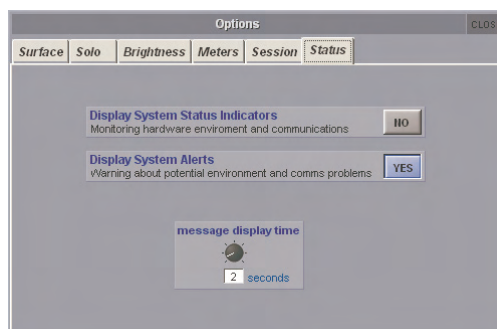 Options
CLOS
Surface Solo Brightness Meters Session Status
Display System Status Indicators
Monitoring hardware enviroment and communications
NO
Display System Alerts
Warning about potential environment and comms problems
YES
message display time
2 seconds